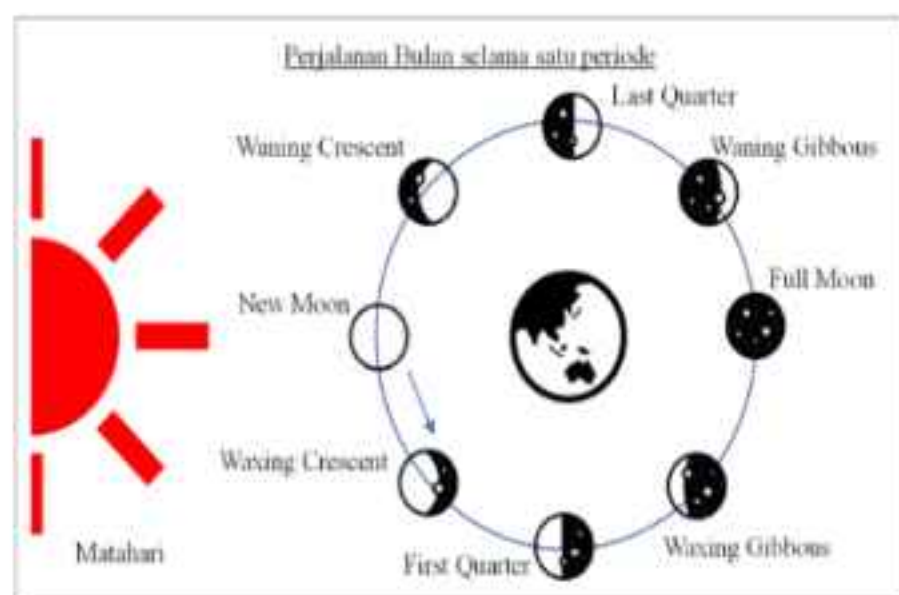 Perjalanan Bulan selama satu periode
Last Quarter
Waning Crescent
Waning Gibbous
New Moon
Full Moon
Waxing Crescent
Matahari
First Quarter
Waxing Gibbous